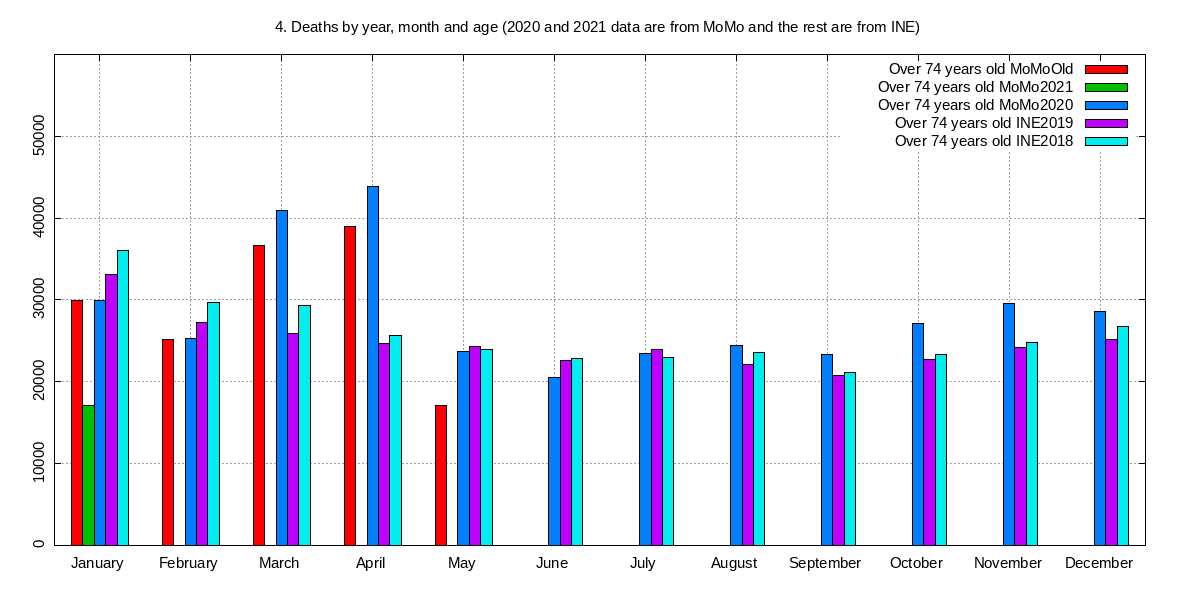 4. Deaths by year, month and age (2020 and 2021 data are from MoMo and the rest are from INE)
Over 74 years old MoMoOld
Over 74 years old MoMo2021
Over 74 years old MoMo2020
Over 74 years old INE2019
Over 74 years old INE2018
50000
40000
30000
20000
10000
0
January February March April May June July August September October November December